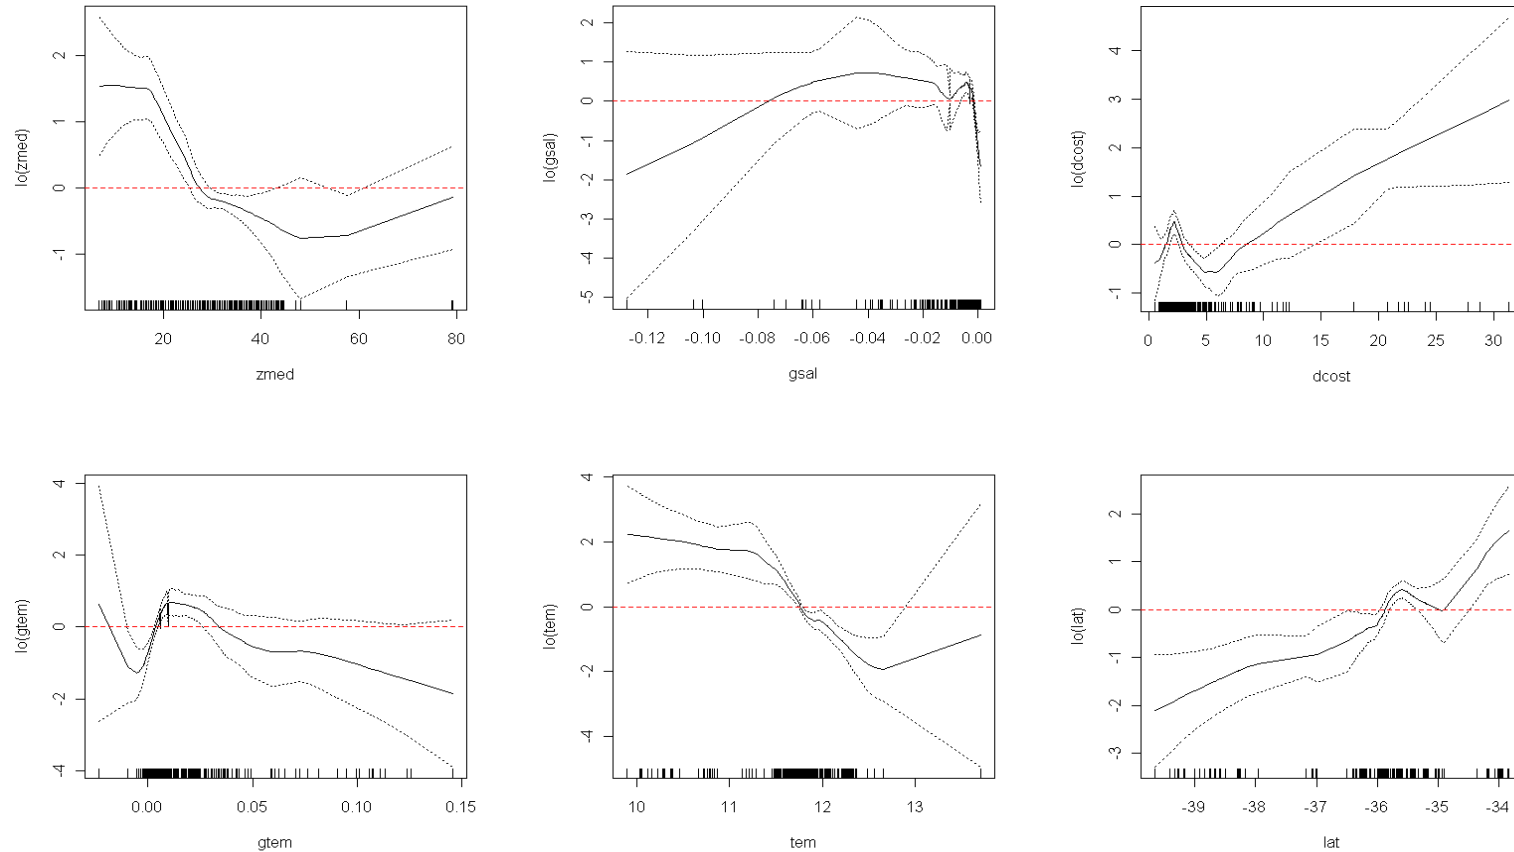 lo(zmed)
2
1
0
-1
20 40 60 80
zmed
lo(gsal)
2
1
0
-1
-2
-3
-4
-5
-0.12 -0.10 -0.08 -0.06 -0.04 -0.02 0.00
gsal
lo(dcost)
4
3
2
1
0
-1
0 5 10 15 20 25 30
dcost
lo(gtem)
4
2
0
-2
-4
0.00 0.05 0.10 0.15
gtem
lo(tem)
4
2
0
-2
-4
10 11 12 13
tem
lo(lat)
2
1
0
-1
-2
-3
-39 -38 -37 -36 -35 -34
lat